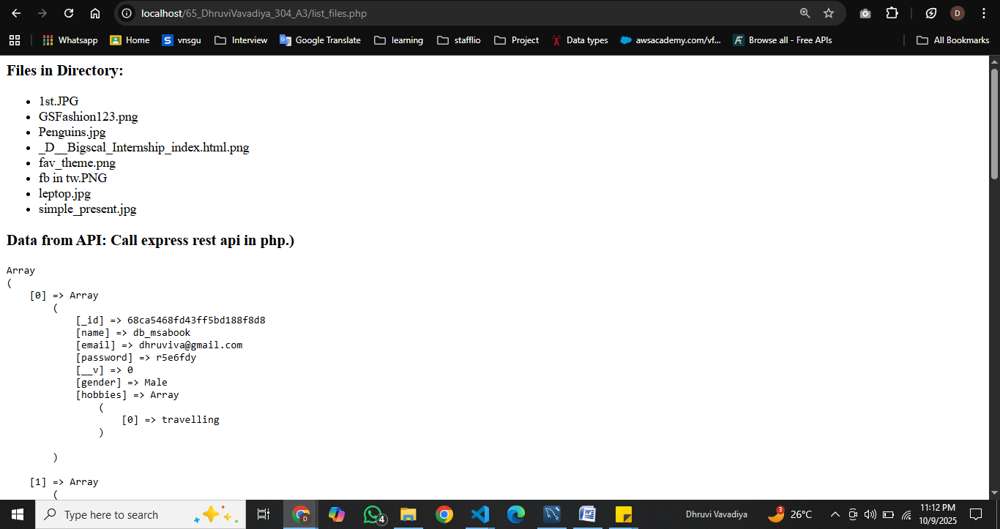 localhost/65_DhruviVavadiya_304_A3/list_files.php
D
Whatsapp
Home
S
vnsgu
Interview
Google Translate
learning
stafflio
Project
Data types
awsacademy.com/vf...
Browse all - Free APIs
All Bookmarks
Files in Directory:
1st.JPG
GSFashion123.png
Penguins.jpg
_D__Bigscal_Internship_index.html.png
fav_theme.png
fb in tw.PNG
leptop.jpg
simple_present.jpg
Data from API: Call express rest api in php.)
Array
(
[0] => Array
(
[_id] => 68ca5468fd43ff5bd188f8d8
[name] => db_msabook
[email] => dhruviva@gmail.com
[password] => r5e6fdy
[__v] => 0
[gender] => Male
[hobbies] => Array
(
[0] => travelling
)
)
[1] => Array
(
Type here to search
D
4
W
Dhruvi Vavadiya
3
26°C
11:12 PM
10/9/2025